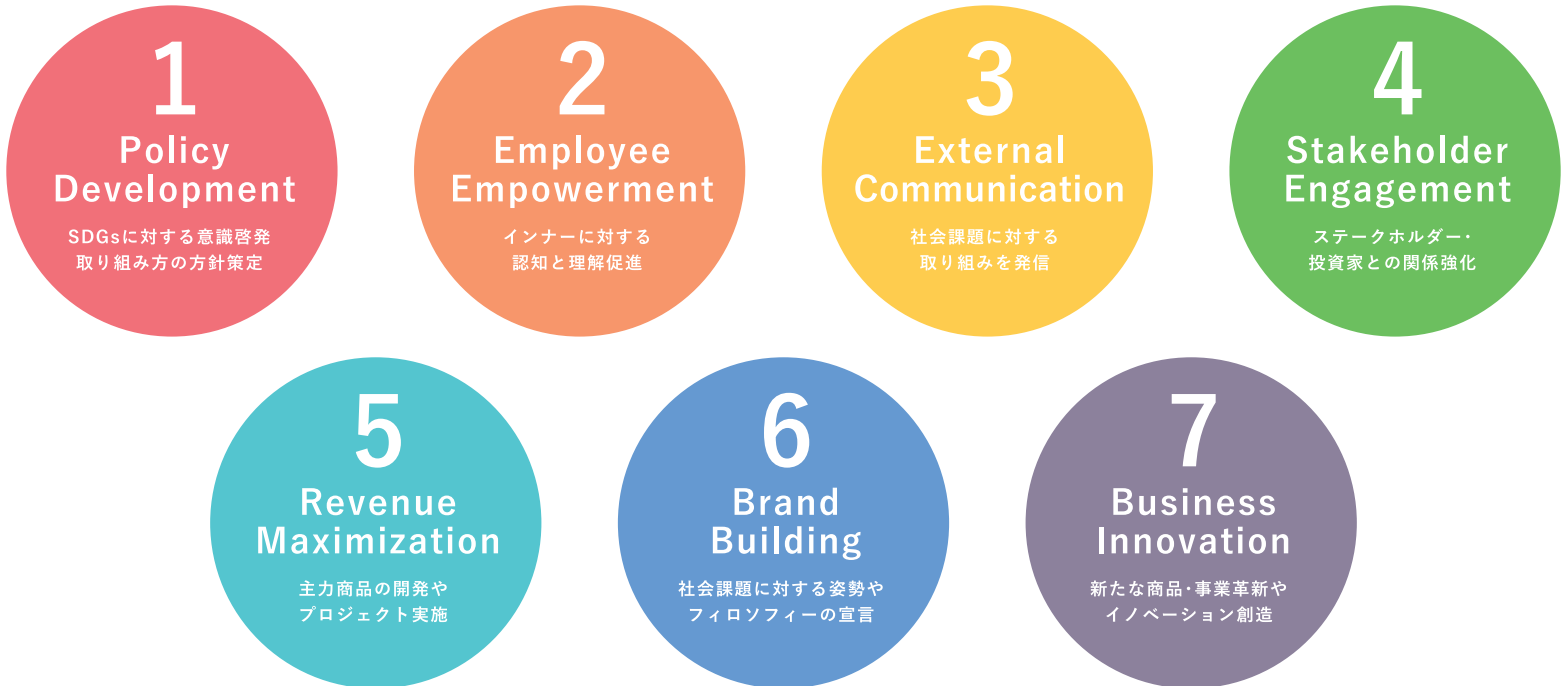 1
Policy
Development
SDGsに対する意識啓発
取り組み方の方針策定
2
Employee
Empowerment
インナーに対する
認知と理解促進
3
External
Communication
社会課題に対する
取り組みを発信
4
Stakeholder
Engagement
ステークホルダー・
投資家との関係強化
5
Revenue
Maximization
主力商品の開発や
プロジェクト実施
6
Brand
Building
社会課題に対する姿勢や
フィロソフィーの宣言
7
Business
Innovation
新たな商品・事業革新や
イノベーション創造